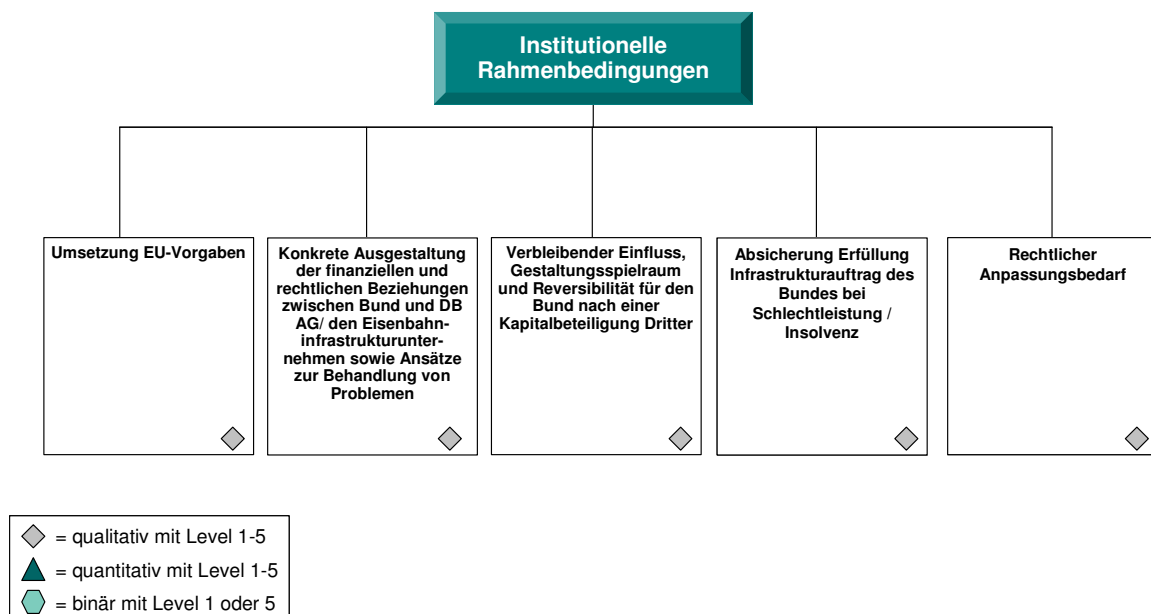 Institutionelle
Rahmenbedingungen
Umsetzung EU-Vorgaben
Konkrete Ausgestaltung
der finanziellen und
rechtlichen Beziehungen
zwischen Bund und DB
AG/ den Eisenbahn-
infrastrukturunter-
nehmen sowie Ansätze
zur Behandlung von
Problemen
Verbleibender Einfluss,
Gestaltungsspielraum
und Reversibilität für den
Bund nach einer
Kapitalbeteiligung Dritter
Absicherung Erfüllung
Infrastrukturauftrag des
Bundes bei
Schlechtleistung /
Insolvenz
Rechtlicher
Anpassungsbedarf
= qualitativ mit Level 1-5
= quantitativ mit Level 1-5
= binär mit Level 1 oder 5